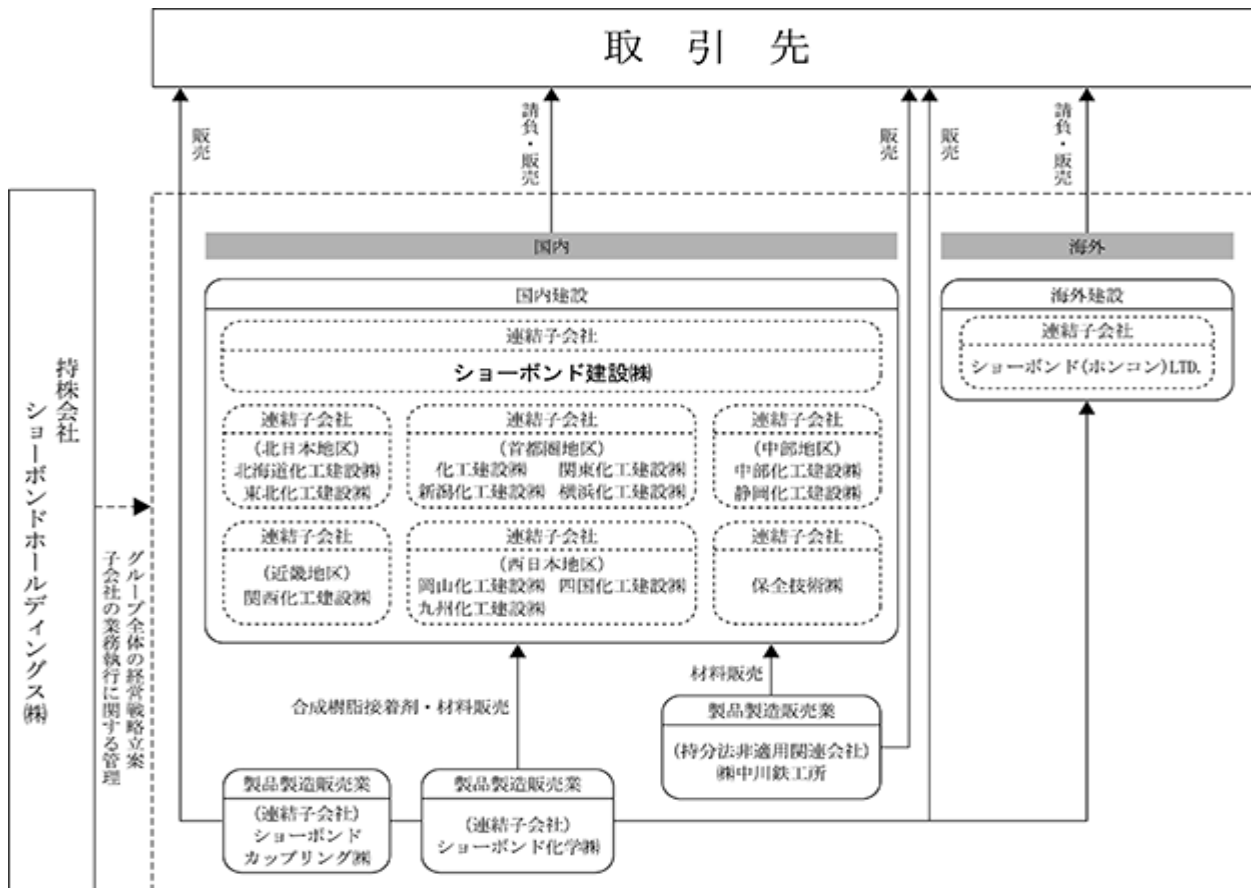 取引先
販売
請負・販売
販売
販売
請負・販売
持株会社
ショーボンドホールディングス㈱
グループ全体の経営戦略立案
子会社の業務執行に関する管理
国内
海外
国内建設
連結子会社
ショーボンド建設㈱
連結子会社
(北日本地区)
北海道化工建設㈱
東北化工建設㈱
連結子会社
(首都圏地区)
化工建設㈱ 関東化工建設㈱
新潟化工建設㈱横浜化工建設㈱
連結子会社
(中部地区)
中部化工建設㈱
静岡化工建設㈱
連結子会社
(近畿地区)
関西化工建設㈱
連結子会社
(西日本地区)
岡山化工建設㈱ 四国化工建設㈱
九州化工建設㈱
連結子会社
保全技術㈱
海外建設
連結子会社
ショーボンド(ホンコン)LTD.
合成樹脂接着剤・材料販売
材料販売
製品製造販売業
(持分法非適用関連会社)
㈱中川鉄工所
製品製造販売業
(連結子会社)
ショーボンド
カップリング㈱
製品製造販売業
(連結子会社)
ショーボンド化学㈱